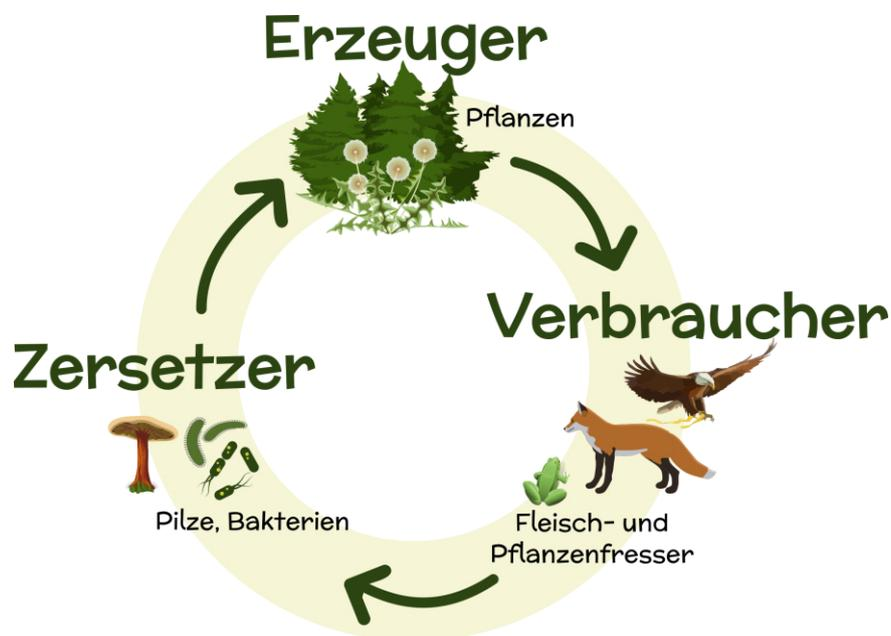 Erzeuger
Pflanzen
Verbraucher
Fleisch- und
Pflanzenfresser
Zersetzer
Pilze, Bakterien